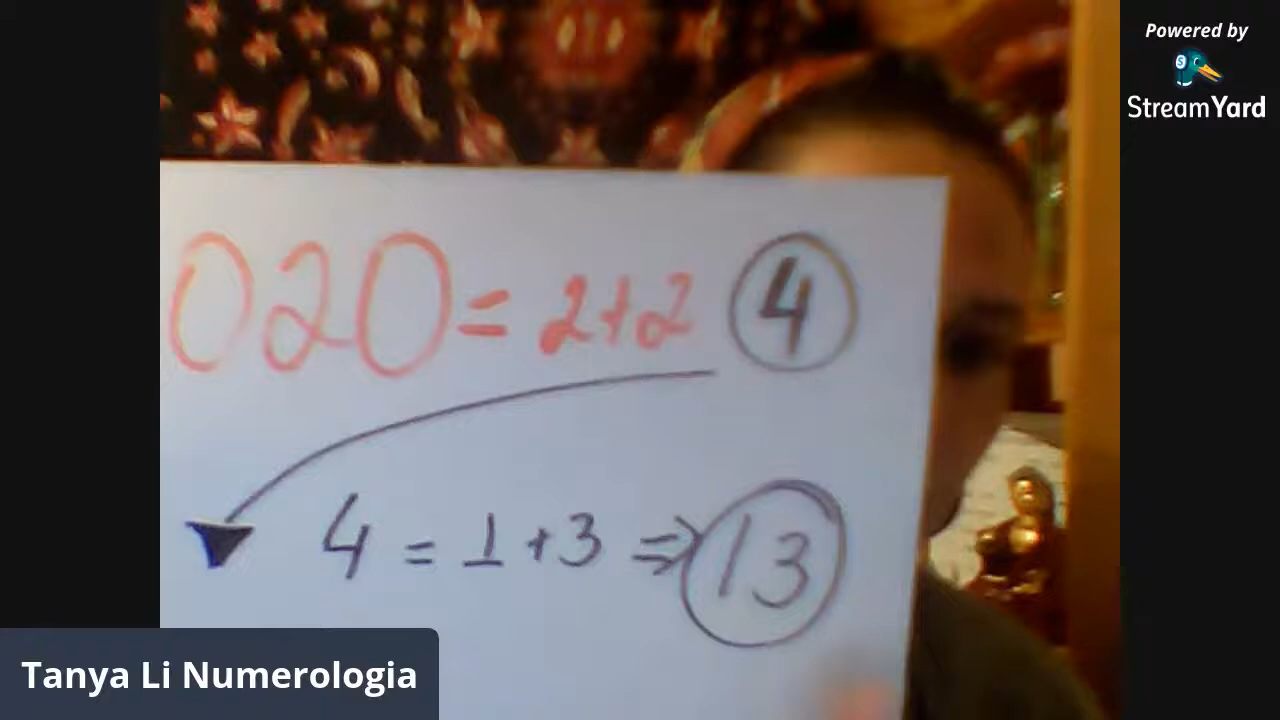 Powered by
StreamYard
020 = 2+2 4
4 = 1+3 ⇒ 13
Tanya Li Numerologia